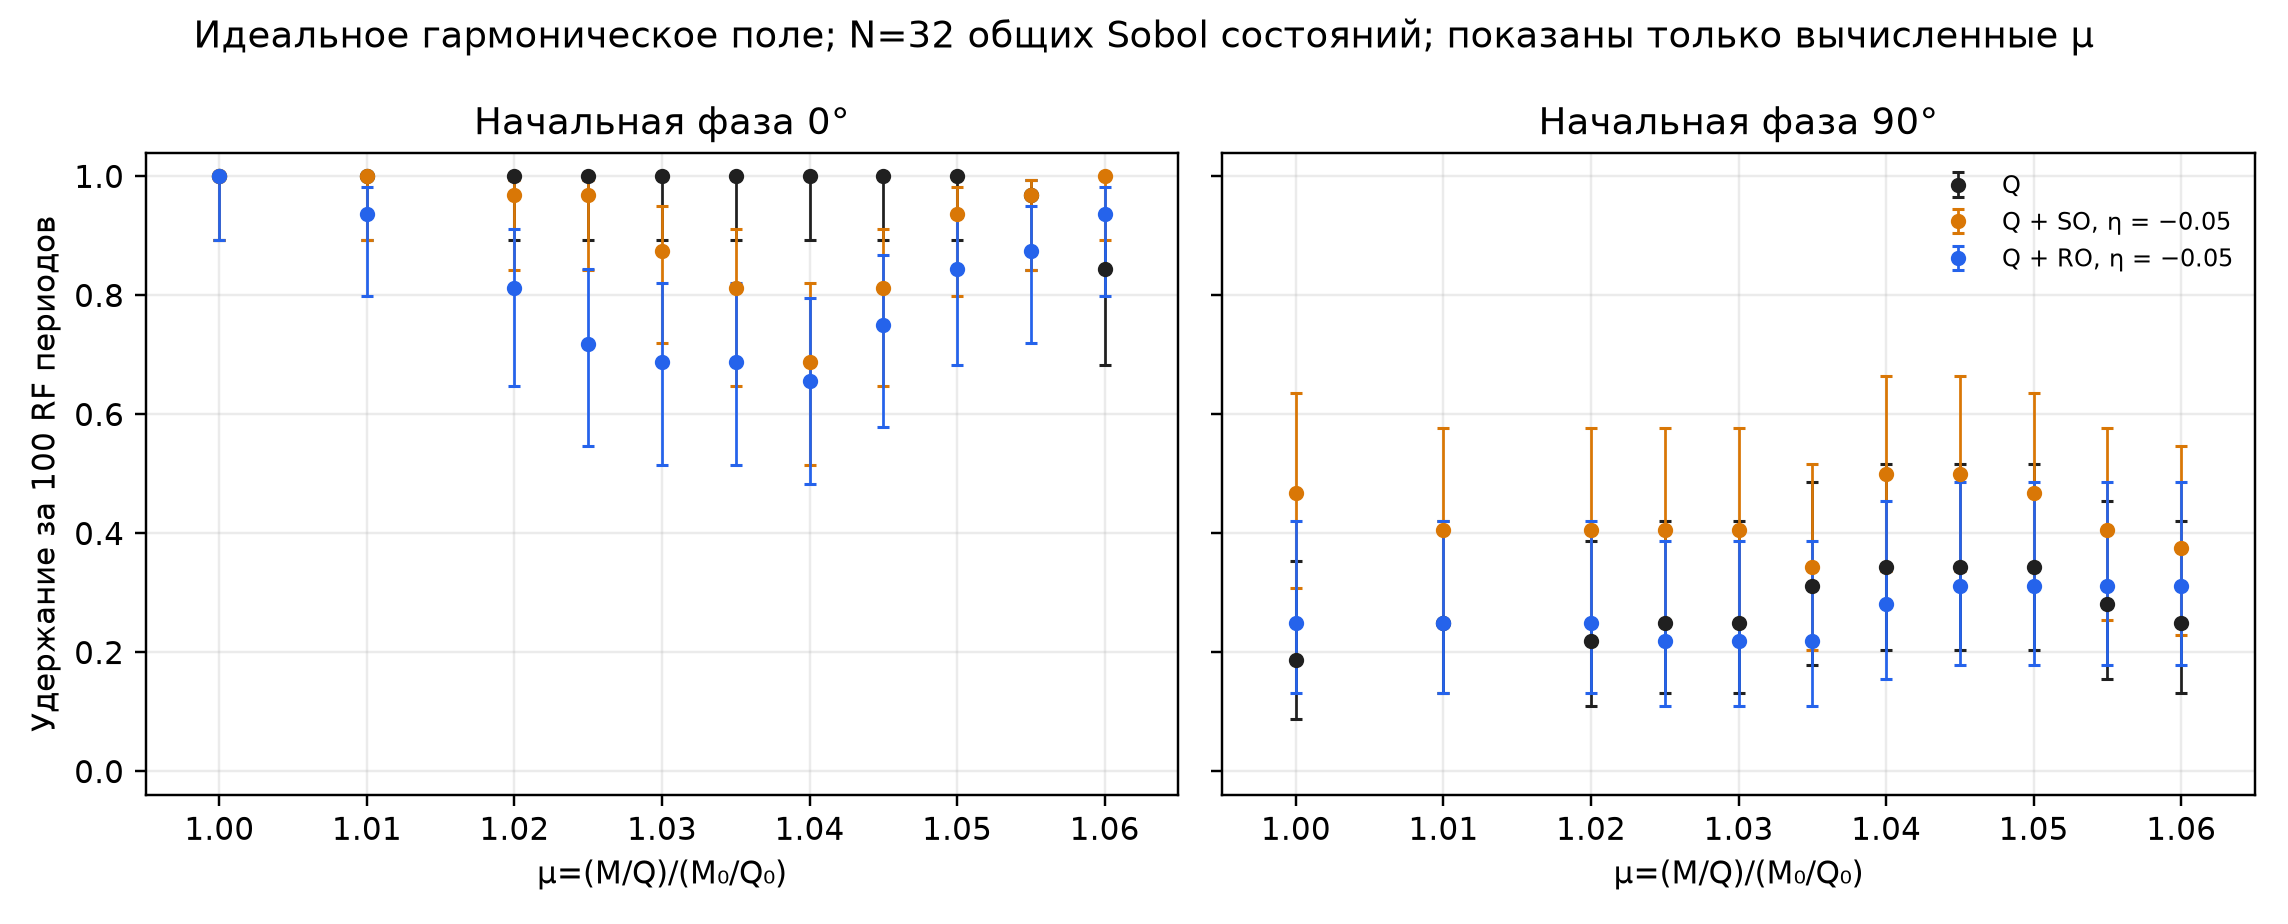 Идеальное гармоническое поле; N=32 общих Sobol состояний; показаны только вычисленные μ
Начальная фаза 0°
Начальная фаза 90°
Удержание за 100 RF периодов
1.0
0.8
0.6
0.4
0.2
0.0
Q
Q + SO, η = −0.05
Q + RO, η = −0.05
1.00 1.01 1.02 1.03 1.04 1.05 1.06
1.00 1.01 1.02 1.03 1.04 1.05 1.06
μ=(M/Q)/(M₀/Q₀)
μ=(M/Q)/(M₀/Q₀)